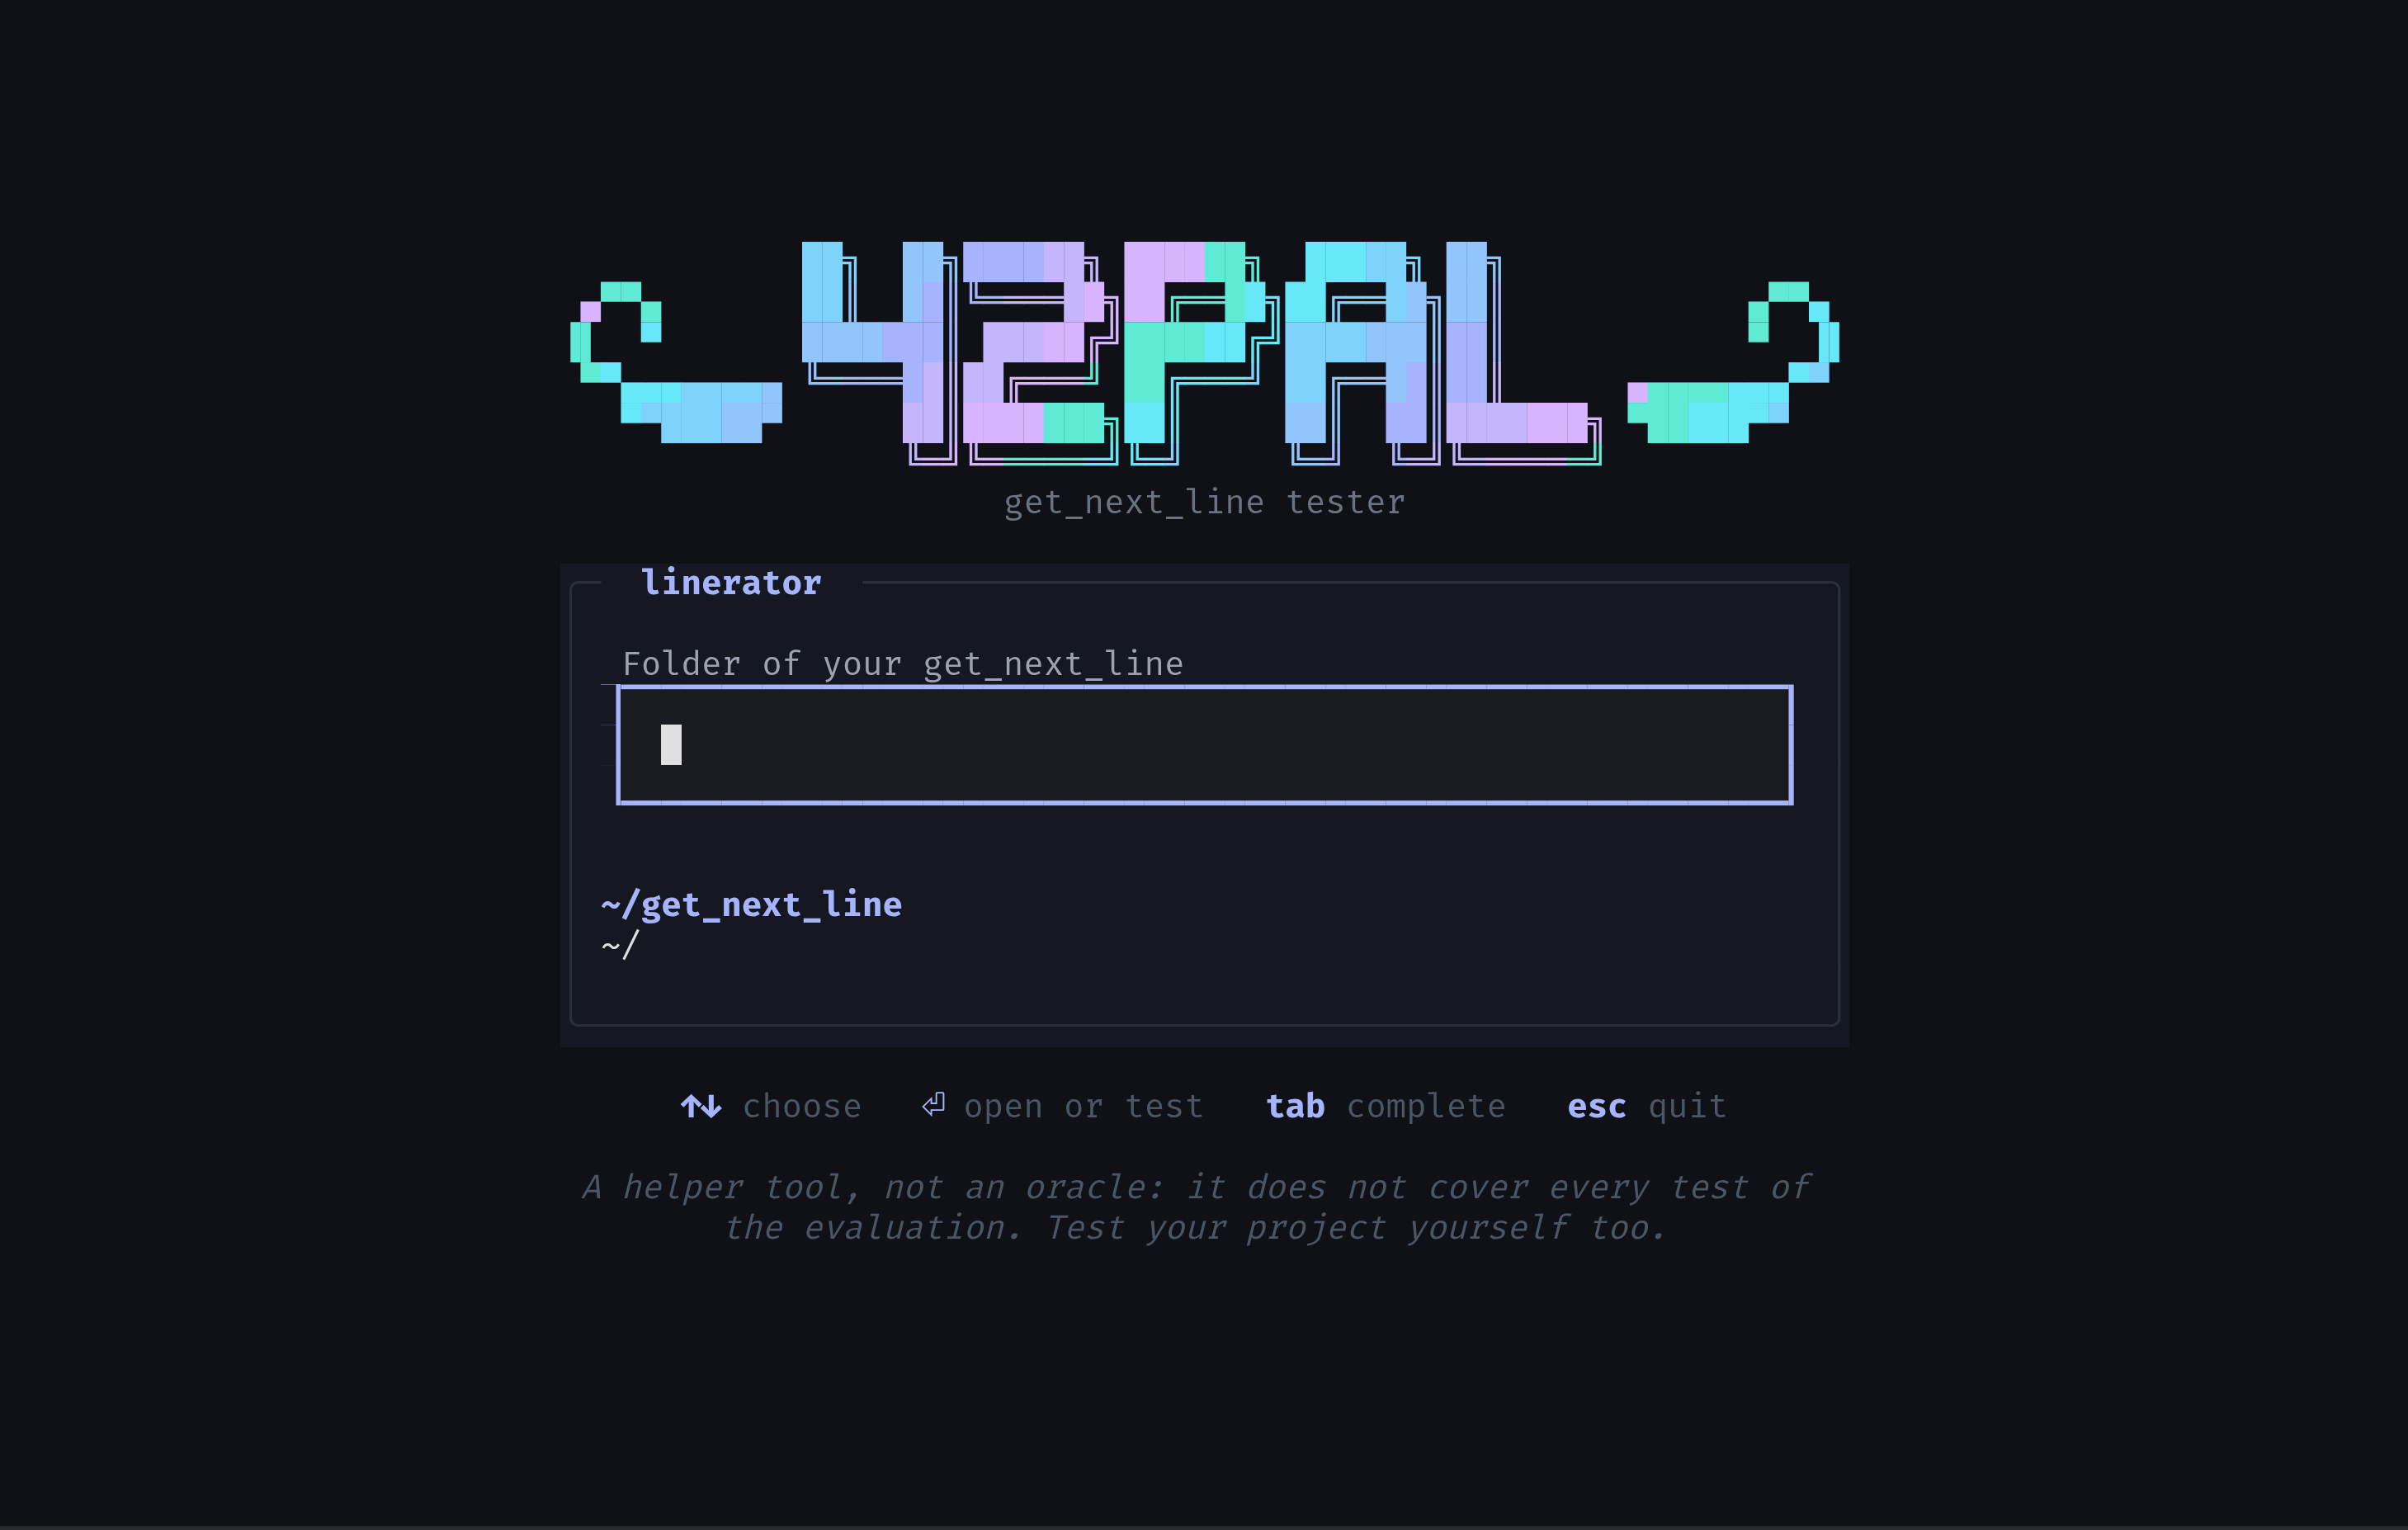 42PAL
get_next_line tester
linerator
Folder of your get_next_line
~/get_next_line
~/
↑↓ choose ⏎ open or test tab complete esc quit
A helper tool, not an oracle: it does not cover every test of
the evaluation. Test your project yourself too.